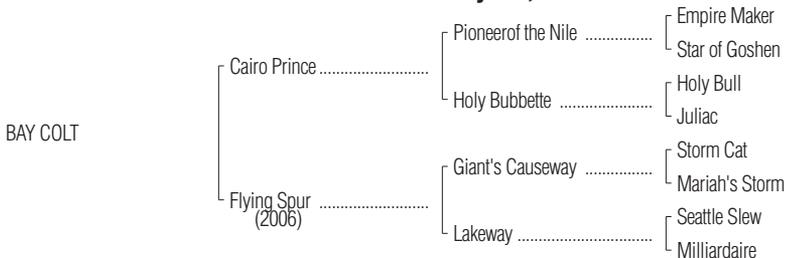 Empire Maker
Pioneerof the Nile ................
Star of Goshen
Cairo Prince ..........................
Holy Bull
Holy Bubbette ......................
Juliac
BAY COLT
Storm Cat
Giant's Causeway ................
Mariah's Storm
Flying Spur ..........................
(2006)
Seattle Slew
Lakeway ................................
Milliardaire